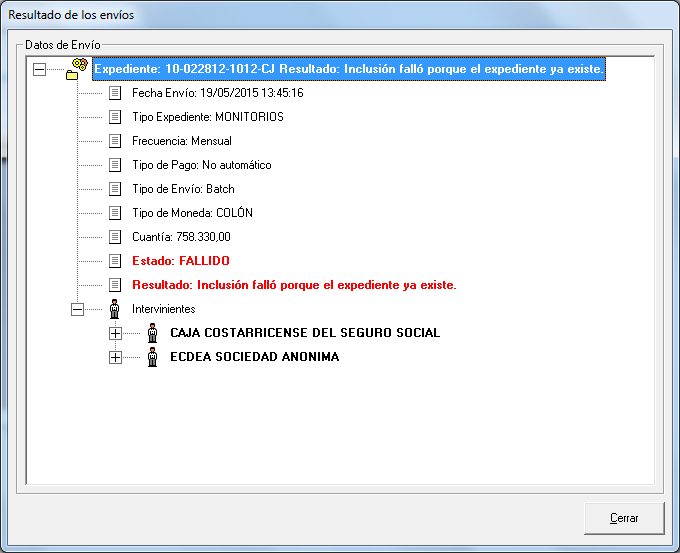 Resultado de los envíos
Datos de Envío
Expediente: 10-022812-1012-CJ Resultado: Inclusión falló porque el expediente ya existe.
Fecha Envío: 19/05/2015 13:45:16
Tipo Expediente: MONITORIOS
Frecuencia: Mensual
Tipo de Pago: No automático
Tipo de Envío: Batch
Tipo de Moneda: COLÓN
Cuantía: 758.330,00
Estado: FALLIDO
Resultado: Inclusión falló porque el expediente ya existe.
Intervinientes
CAJA COSTARRICENSE DEL SEGURO SOCIAL
ECDEA SOCIEDAD ANONIMA
Cerrar